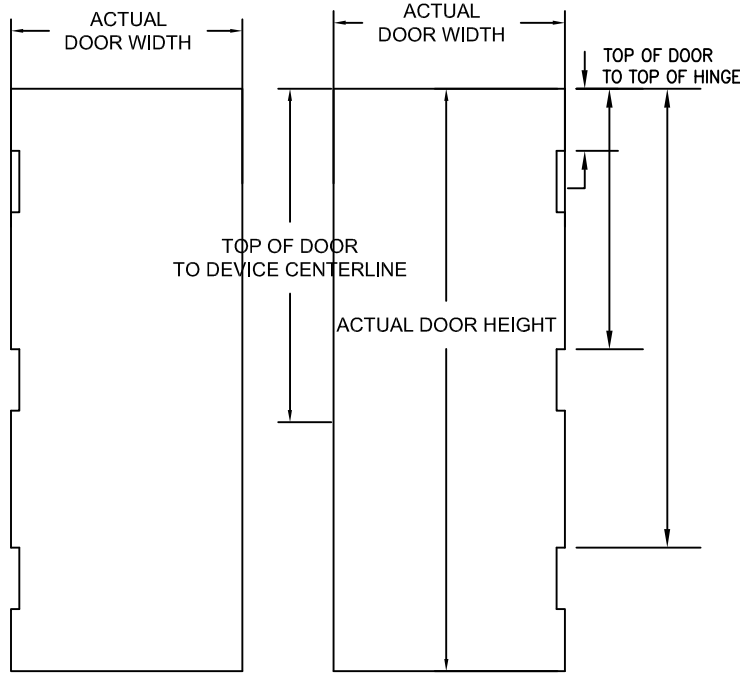 ACTUAL
DOOR WIDTH
ACTUAL
DOOR WIDTH
TOP OF DOOR
TO TOP OF HINGE
TOP OF DOOR
TO DEVICE CENTERLINE
ACTUAL DOOR HEIGHT